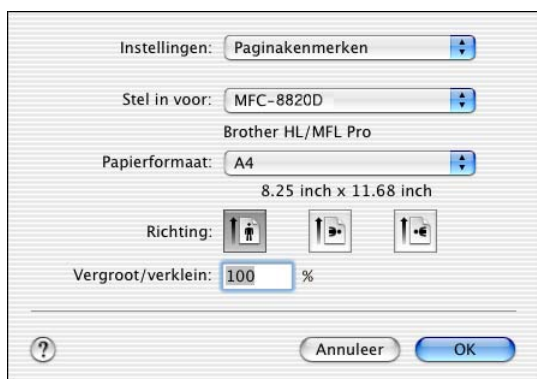 Instellingen: Paginakenmerken
Stel in voor: MFC-8820D
Brother HL/MFL Pro
Papierformaat: A4
8.25 inch x 11.68 inch
Richting:
Vergroot/verklein: 100 %
? Annuleer OK